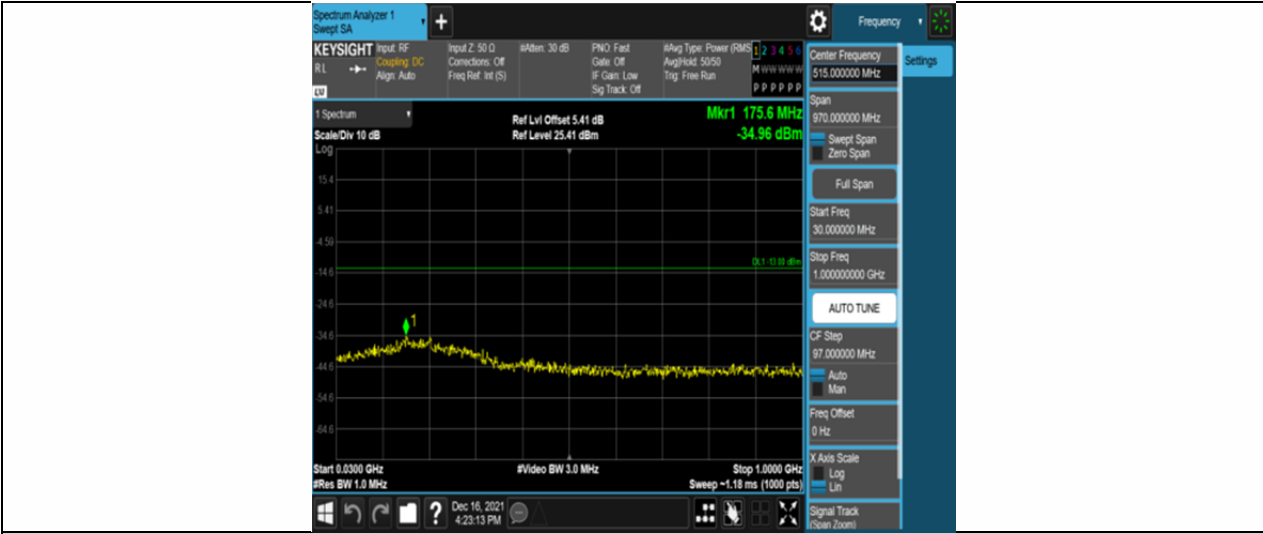 Spectrum Analyzer 1
Swept SA
+
Frequency
KEYSIGHT Input: RF
RL
Coupling: DC
Align: Auto
LV
Input Z: 50 Ω
Corrections: Off
Freq Ref: Int (S)
#Atten: 30 dB
PNO: Fast
Gate: Off
IF Gain: Low
Sig Track: Off
#Avg Type: Power (RMS
Avg|Hold: 50/50
Trig: Free Run
1 2 3 4 5 6
M W W W W W
P P P P P P
1 Spectrum
Scale/Div 10 dB
Log
Ref Lvl Offset 5.41 dB
Ref Level 25.41 dBm
Mkr1 175.6 MHz
-34.96 dBm
15.4
5.41
-4.59
DL1 -13.00 dBm
-14.6
-24.6
1
-34.6
-44.6
-54.6
-64.6
Start 0.0300 GHz
#Res BW 1.0 MHz
#Video BW 3.0 MHz
Stop 1.0000 GHz
Sweep ~1.18 ms (1000 pts)
?
Dec 16, 2021
4:23:13 PM
Center Frequency
515.000000 MHz
Settings
Span
970.000000 MHz
Swept Span
Zero Span
Full Span
Start Freq
30.000000 MHz
Stop Freq
1.000000000 GHz
AUTO TUNE
CF Step
97.000000 MHz
Auto
Man
Freq Offset
0 Hz
X Axis Scale
Log
Lin
Signal Track
(Span Zoom)